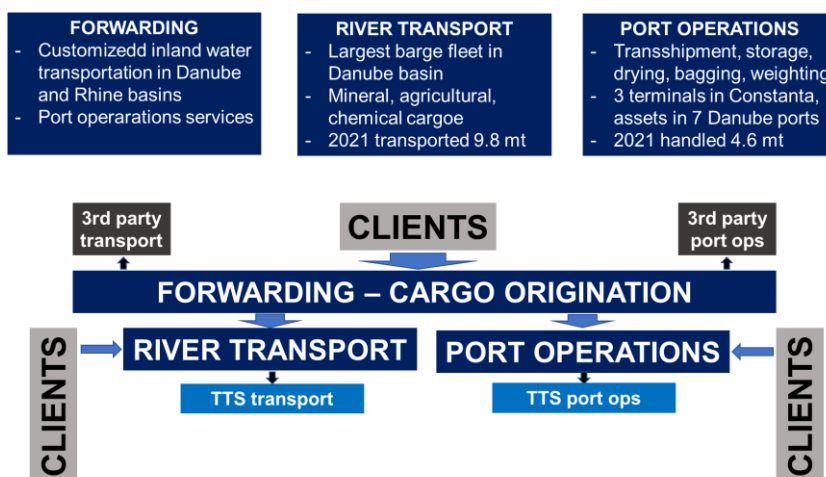 FORWARDING
- Customizedd inland water
transportation in Danube
and Rhine basins
- Port operarations services
RIVER TRANSPORT
- Largest barge fleet in
Danube basin
- Mineral, agricultural,
chemical cargoe
- 2021 transported 9.8 mt
PORT OPERATIONS
- Transshipment, storage,
drying, bagging, weighting
- 3 terminals in Constanta,
assets in 7 Danube ports
- 2021 handled 4.6 mt
3rd party
transport
CLIENTS
3rd party
port ops
FORWARDING – CARGO ORIGINATION
CLIENTS
RIVER TRANSPORT
PORT OPERATIONS
CLIENTS
TTS transport
TTS port ops